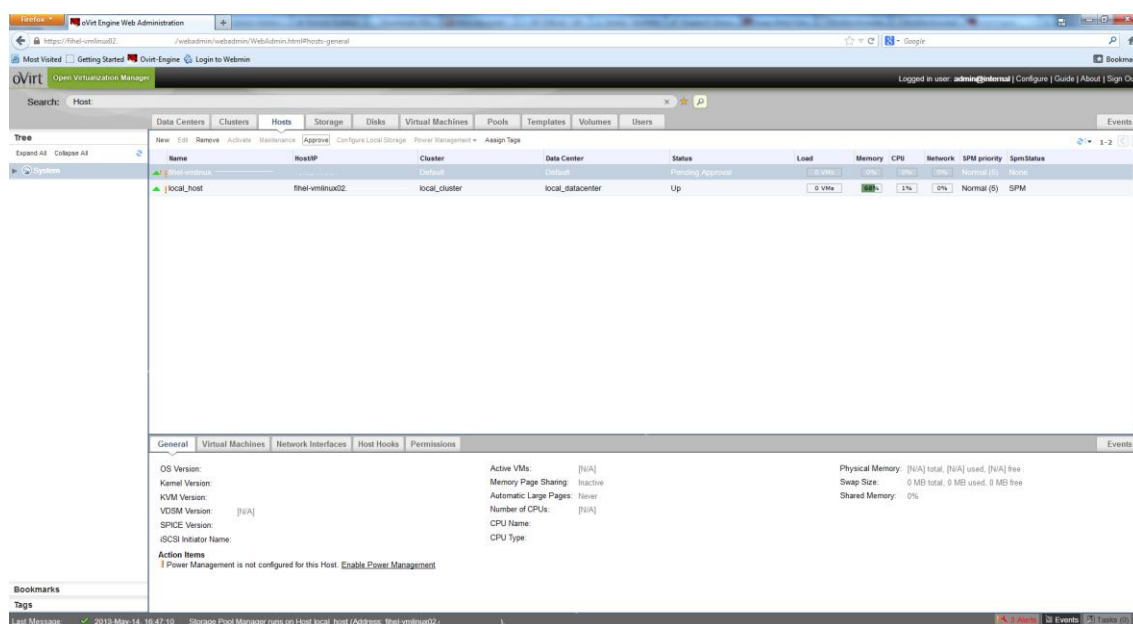 Firefox
oVirt Engine Web Administration
https://fihel-vmlinux02. /webadmin/webadmin/WebAdmin.html#hosts-general
Google
Most Visited Getting Started Ovirt-Engine Login to Webmin Bookma
oVirt Open Virtualization Manager Logged in user: admin@internal | Configure | Guide | About | Sign Ou
Search: Host:
Data Centers Clusters Hosts Storage Disks Virtual Machines Pools Templates Volumes Users Events
Tree New Edit Remove Activate Maintenance Approve Configure Local Storage Power Management Assign Tags 1-2
Expand All Collapse All Name Host/IP Cluster Data Center Status Load Memory CPU Network SPM priority SpmStatus
System fihel-vmlinux. Default Default Pending Approval 0 VMs 0% 0% 0% Normal (5) None
local_host fihel-vmlinux02. local_cluster local_datacenter Up 0 VMs 68% 1% 0% Normal (5) SPM
General Virtual Machines Network Interfaces Host Hooks Permissions Events
OS Version: Active VMs: [N/A] Physical Memory: [N/A] total, [N/A] used, [N/A] free
Kernel Version: Memory Page Sharing: Inactive Swap Size: 0 MB total, 0 MB used, 0 MB free
KVM Version: Automatic Large Pages: Never Shared Memory: 0%
VDSM Version: [N/A] Number of CPUs: [N/A]
SPICE Version: CPU Name:
iSCSI Initiator Name: CPU Type:
Action Items
Power Management is not configured for this Host. Enable Power Management
Bookmarks
Tags
Last Message: 2013-May-14, 16:47:10 Storage Pool Manager runs on Host local_host (Address: fihel-vmlinux02. 3 Alerts Events Tasks (0)